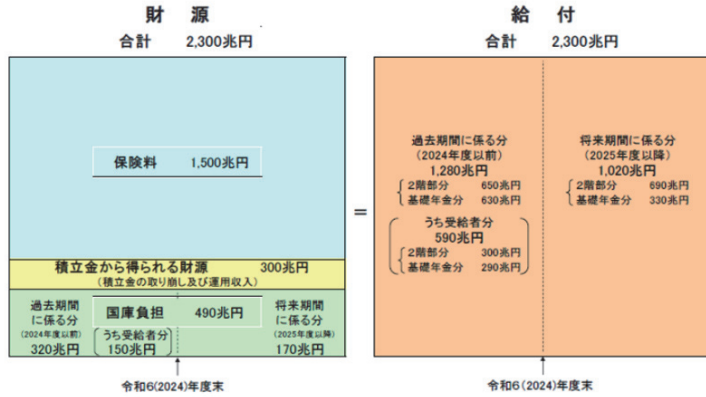 財　源
合計　2,300兆円
保険料　1,500兆円
積立金から得られる財源　300兆円
(積立金の取り崩し及び運用収入)
過去期間
に係る分
(2024年度以前)
320兆円
国庫負担　490兆円
うち受給者分
150兆円
将来期間
に係る分
(2025年度以降)
170兆円
令和6(2024)年度末
=
給　付
合計　2,300兆円
過去期間に係る分
(2024年度以前)
1,280兆円
2階部分　650兆円
基礎年金分　630兆円
うち受給者分
590兆円
2階部分　300兆円
基礎年金分　290兆円
将来期間に係る分
(2025年度以降)
1,020兆円
2階部分　690兆円
基礎年金分　330兆円
令和6(2024)年度末